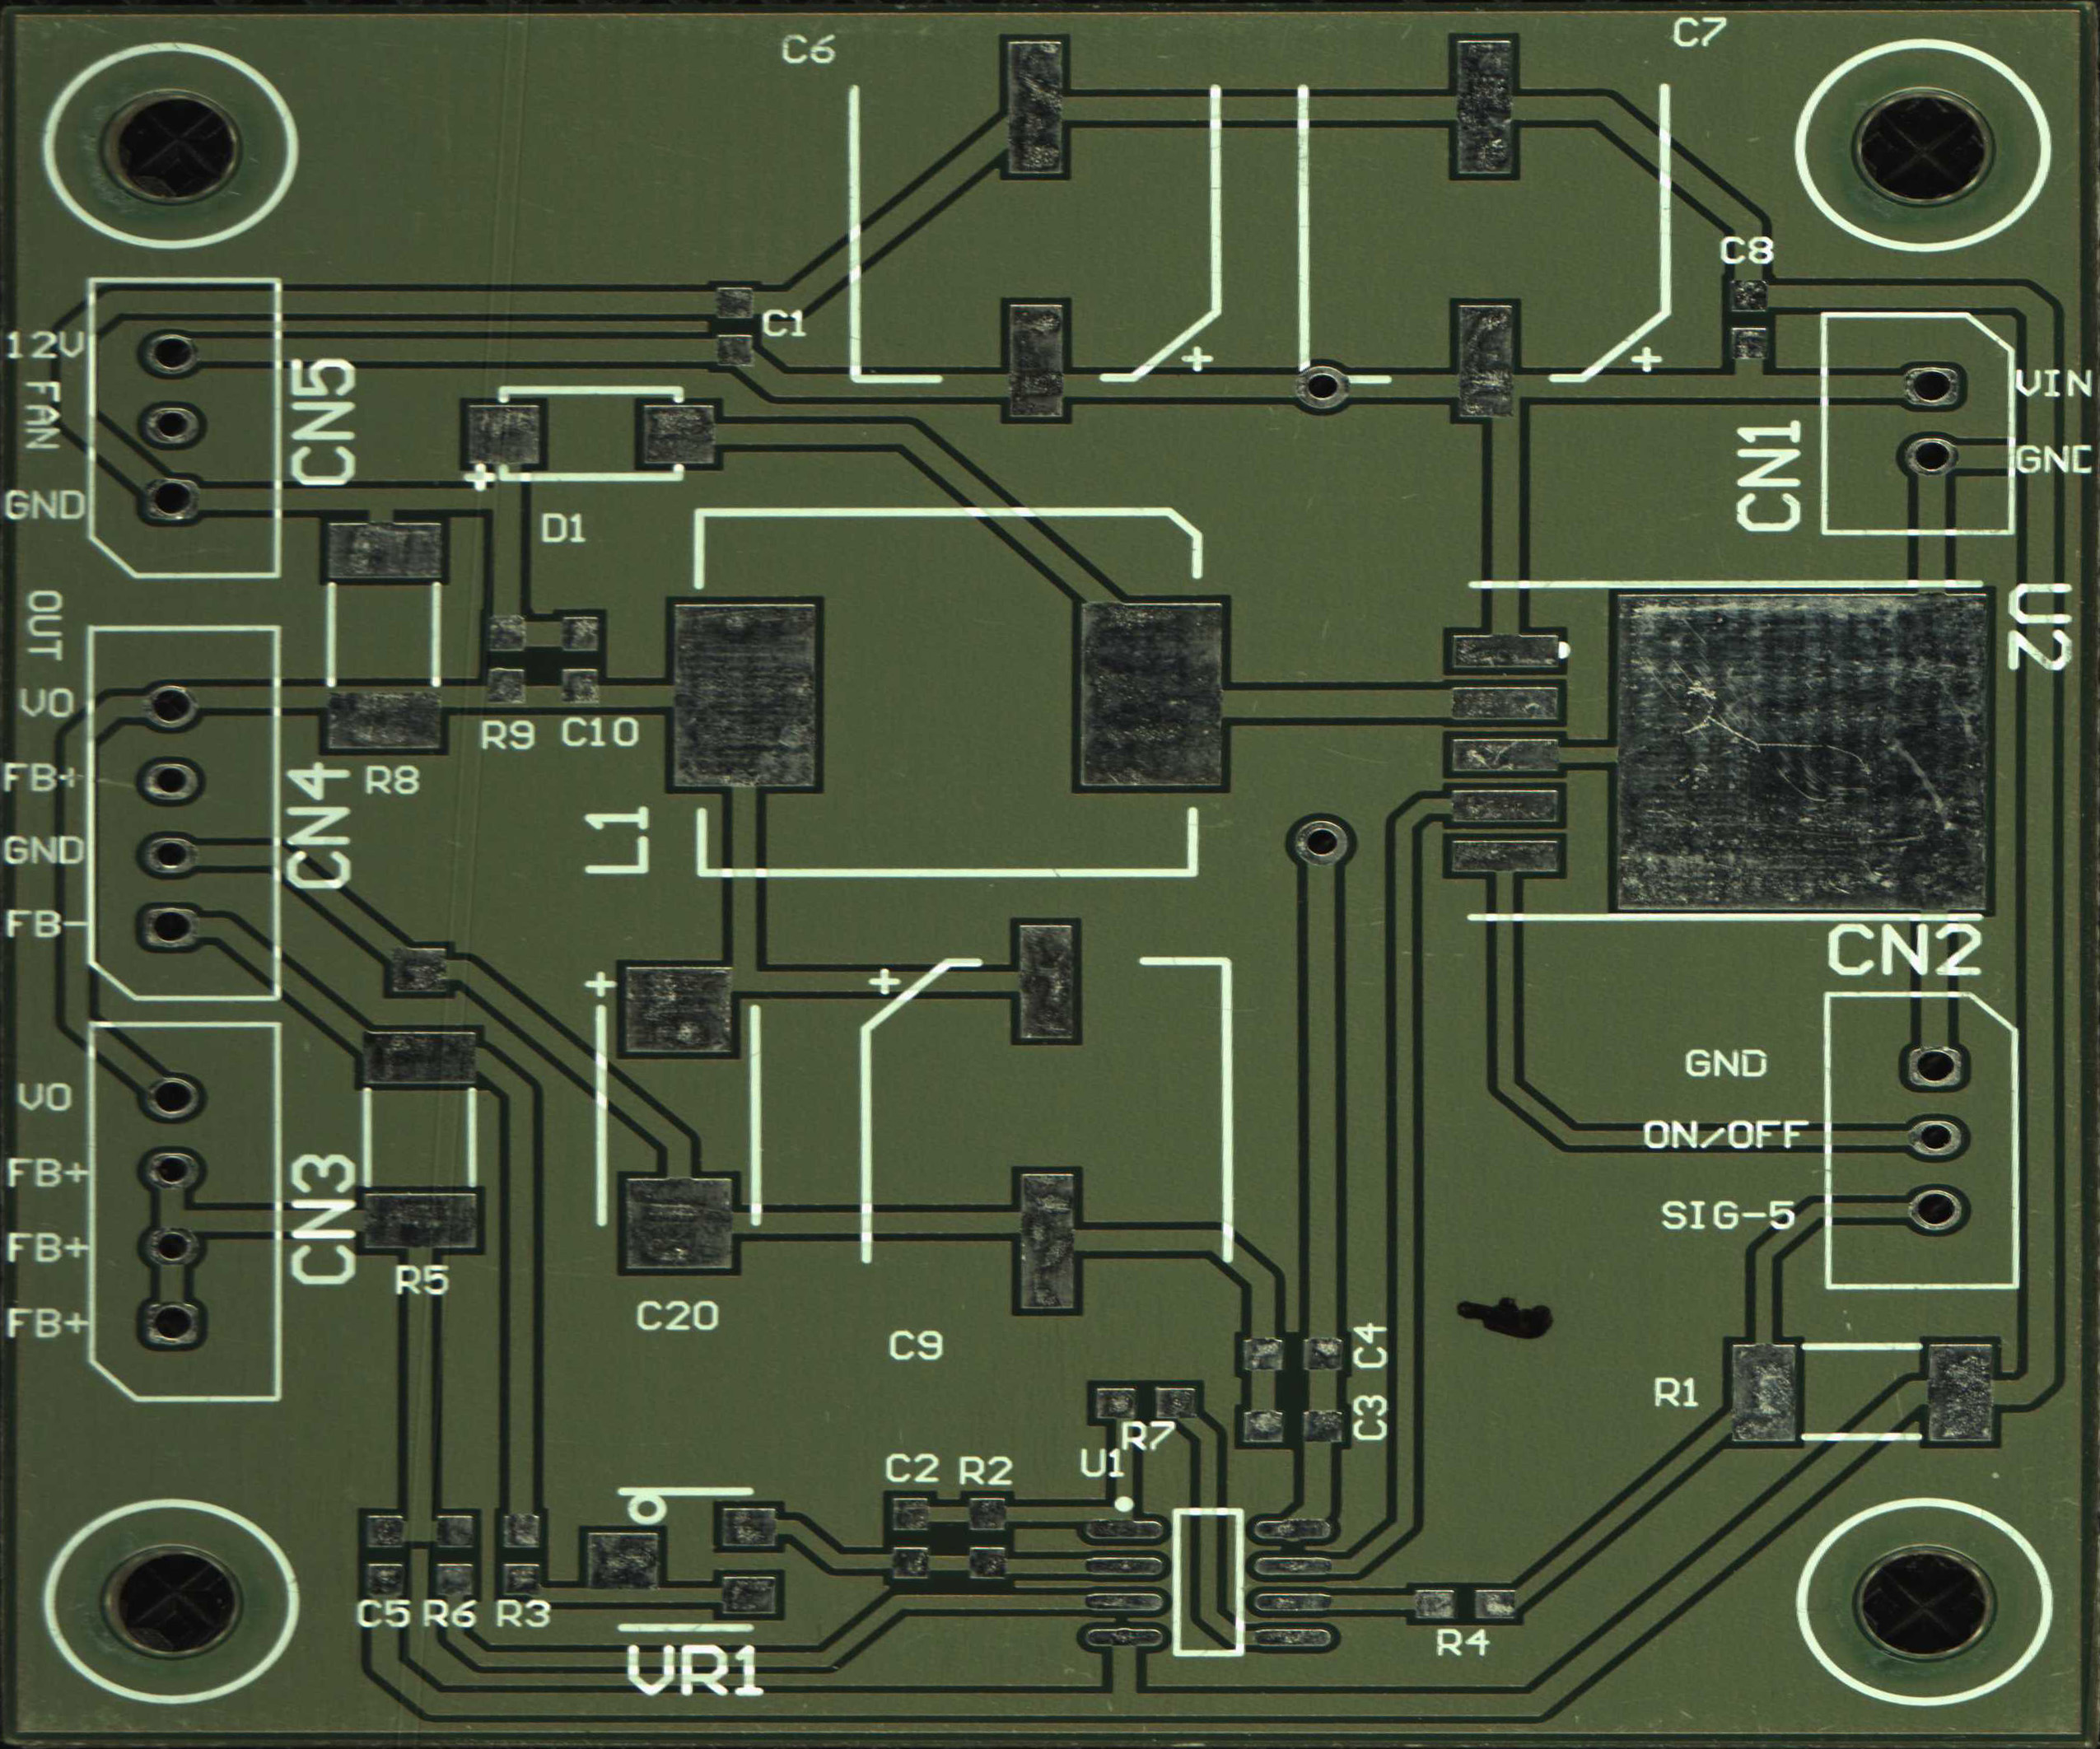 C6
C7
C8
C1
12V
FAN
GND
CN5
VIN
GND
CN1
D1
OUT
U2
VO
FB+
GND
FB-
CN4
R9
C10
R8
L1
CN2
GND
ON/OFF
SIG-5
VO
FB+
FB+
FB+
CN3
R5
C20
C9
C4
C3
R1
R7
U1
C2
R2
C5
R6
R3
R4
VR1